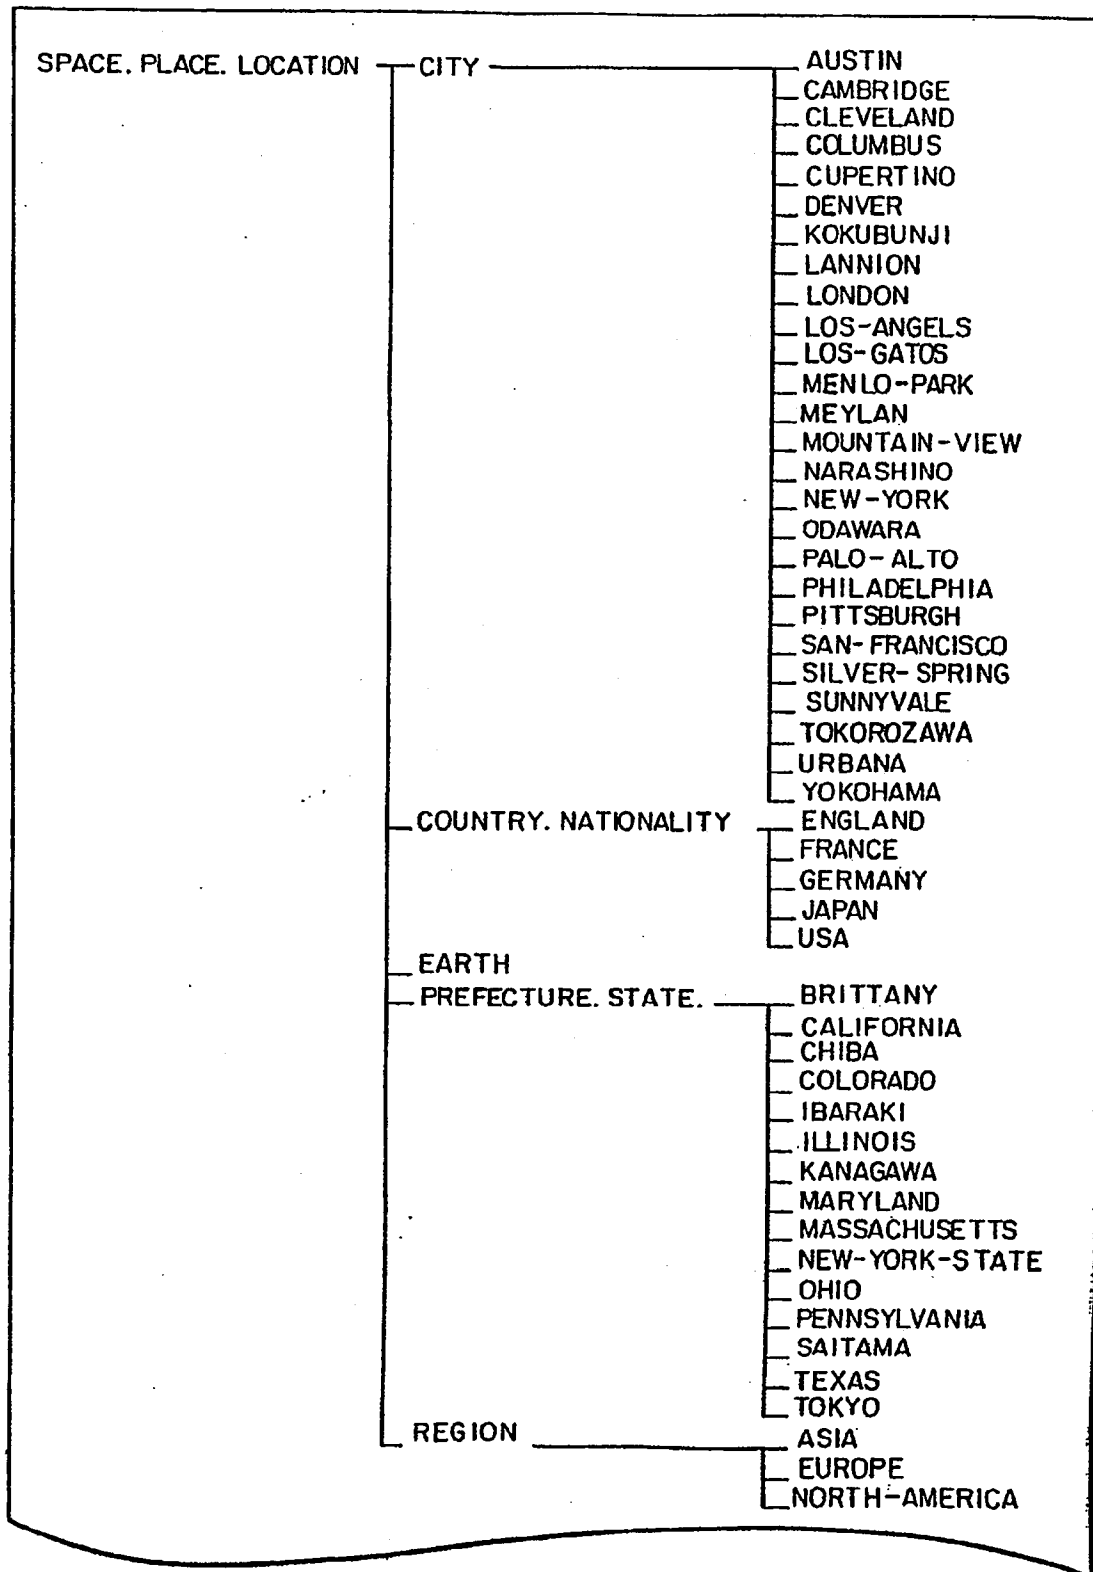 SPACE. PLACE. LOCATION CITY AUSTIN
CAMBRIDGE
CLEVELAND
COLUMBUS
CUPERTINO
DENVER
KOKUBUNJI
LANNION
LONDON
LOS-ANGELS
LOS-GATOS
MENLO-PARK
MEYLAN
MOUNTAIN-VIEW
NARASHINO
NEW-YORK
ODAWARA
PALO-ALTO
PHILADELPHIA
PITTSBURGH
SAN-FRANCISCO
SILVER-SPRING
SUNNYVALE
TOKOROZAWA
URBANA
YOKOHAMA
COUNTRY. NATIONALITY ENGLAND
FRANCE
GERMANY
JAPAN
USA
EARTH
PREFECTURE. STATE. BRITTANY
CALIFORNIA
CHIBA
COLORADO
IBARAKI
ILLINOIS
KANAGAWA
MARYLAND
MASSACHUSETTS
NEW-YORK-STATE
OHIO
PENNSYLVANIA
SAITAMA
TEXAS
TOKYO
REGION ASIA
EUROPE
NORTH-AMERICA